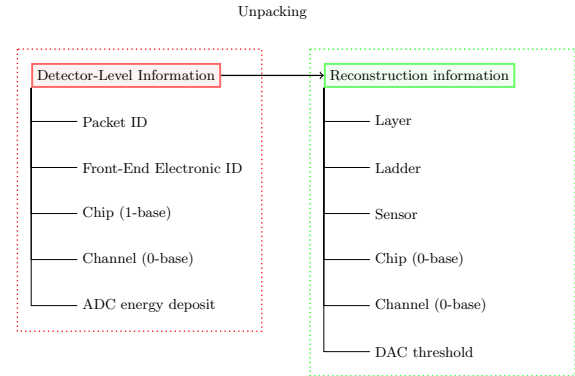 Unpacking
Detector-Level Information
Packet ID
Front-End Electronic ID
Chip (1-base)
Channel (0-base)
ADC energy deposit
Reconstruction information
Layer
Ladder
Sensor
Chip (0-base)
Channel (0-base)
DAC threshold